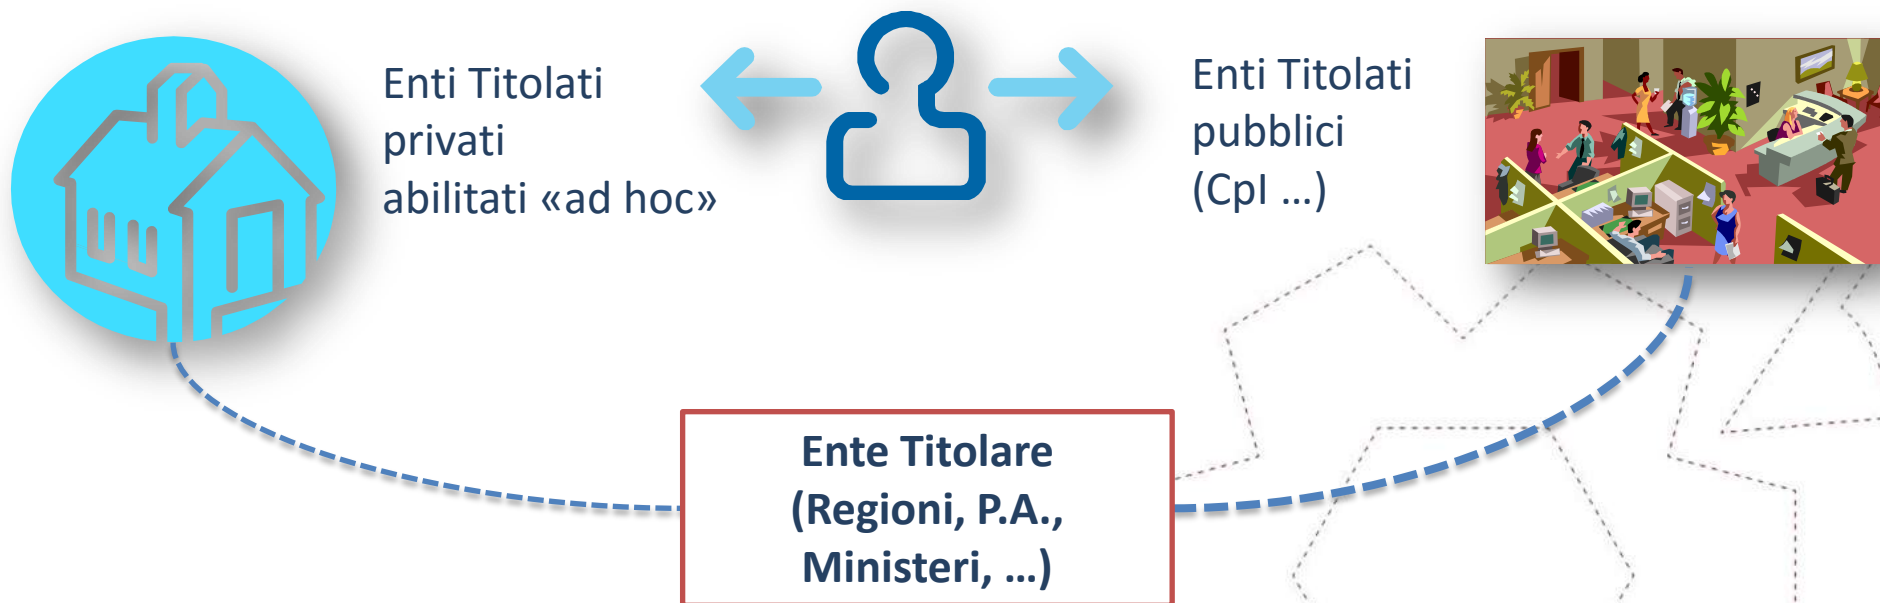 Enti Titolati
privati
abilitati «ad hoc»
Enti Titolati
pubblici
(CpI ...)
Ente Titolare
(Regioni, P.A.,
Ministeri, ...)